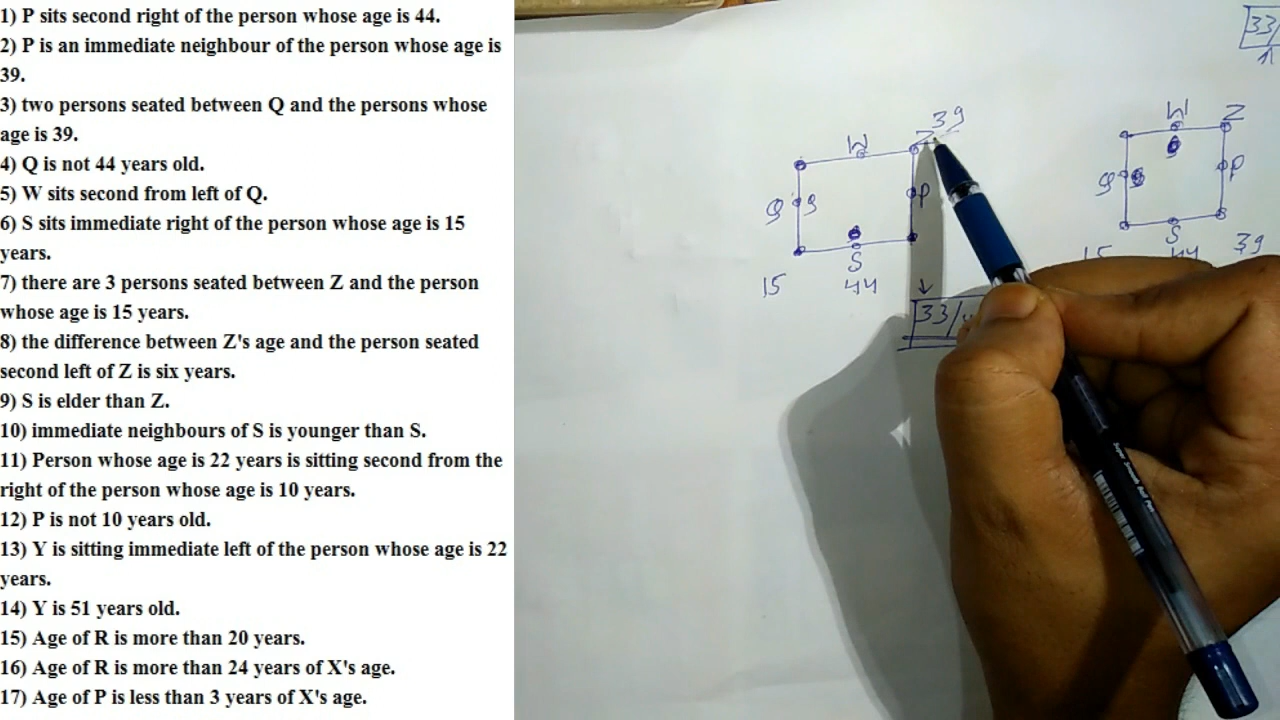 1) P sits second right of the person whose age is 44.
2) P is an immediate neighbour of the person whose age is
39.
3) two persons seated between Q and the persons whose
age is 39.
4) Q is not 44 years old.
5) W sits second from left of Q.
6) S sits immediate right of the person whose age is 15
years.
7) there are 3 persons seated between Z and the person
whose age is 15 years.
8) the difference between Z's age and the person seated
second left of Z is six years.
9) S is elder than Z.
10) immediate neighbours of S is younger than S.
11) Person whose age is 22 years is sitting second from the
right of the person whose age is 10 years.
12) P is not 10 years old.
13) Y is sitting immediate left of the person whose age is 22
years.
14) Y is 51 years old.
15) Age of R is more than 20 years.
16) Age of R is more than 24 years of X's age.
17) Age of P is less than 3 years of X's age.
W Z 39
P
S
15 44
33/
33/
W Z
P
S
15 44 39